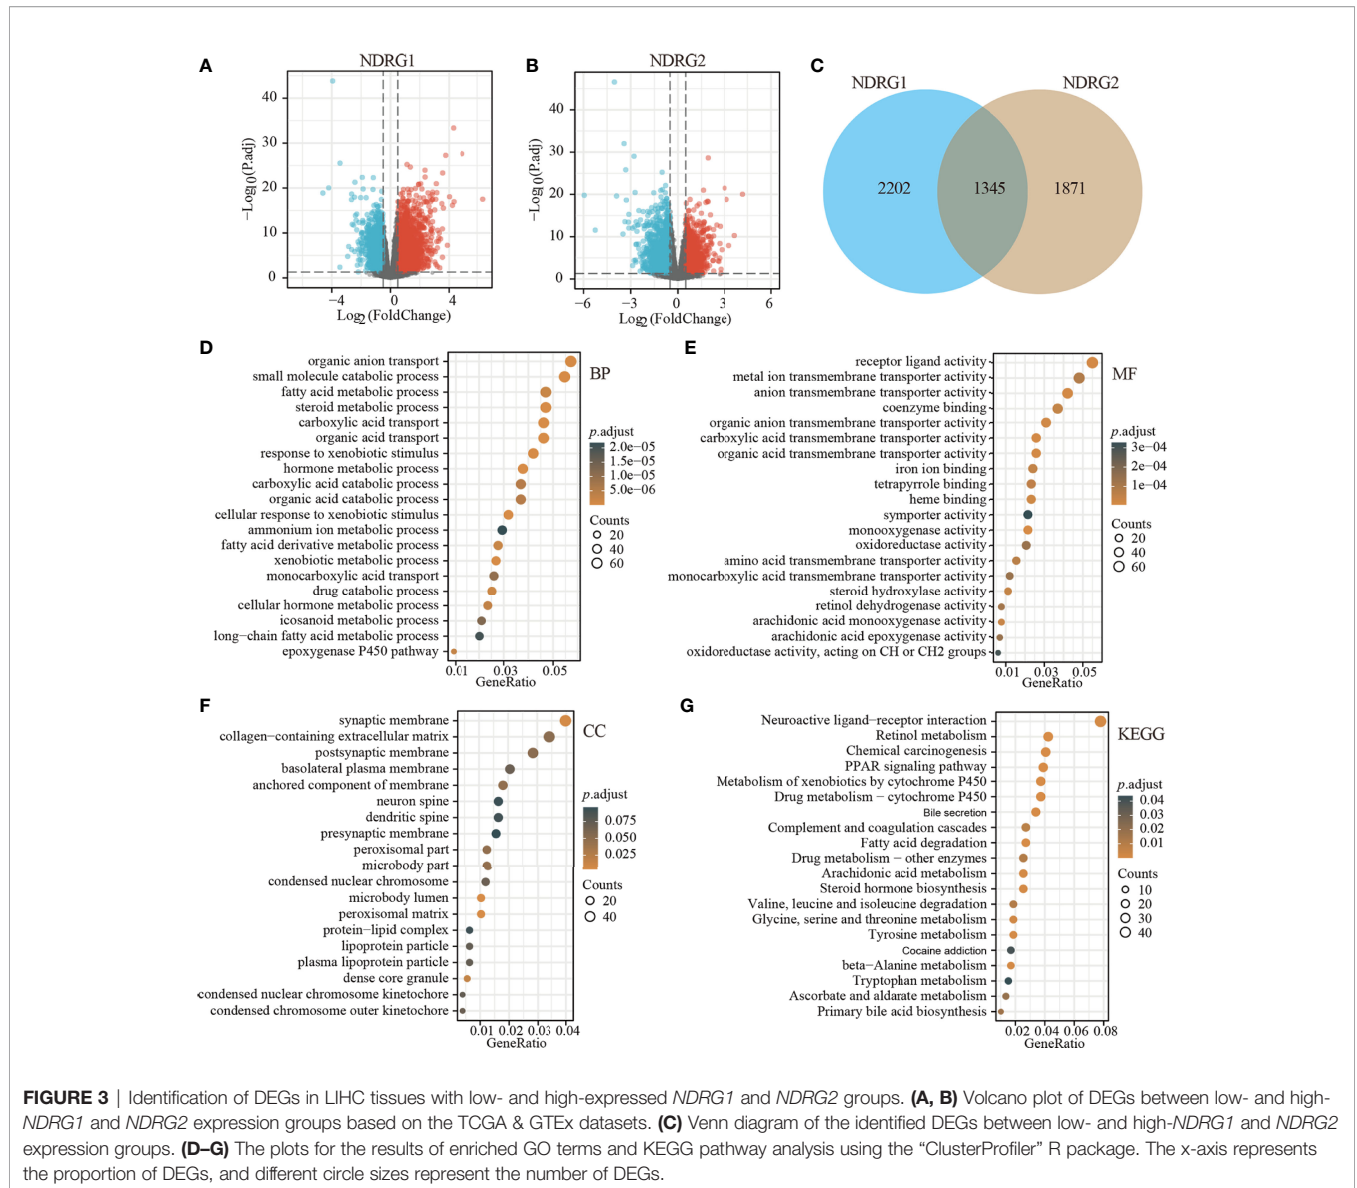 A
NDRG1
−Log10(P.adj)
40
30
20
10
0
−4
0
4
Log2 (FoldChange)
B
NDRG2
−Log10(P.adj)
40
30
20
10
0
−6
−3
0
3
6
Log2 (FoldChange)
C
NDRG1
NDRG2
2202
1345
1871
D
organic anion transport
small molecule catabolic process
fatty acid metabolic process
steroid metabolic process
carboxylic acid transport
organic acid transport
response to xenobiotic stimulus
hormone metabolic process
carboxylic acid catabolic process
organic acid catabolic process
cellular response to xenobiotic stimulus
ammonium ion metabolic process
fatty acid derivative metabolic process
xenobiotic metabolic process
monocarboxylic acid transport
drug catabolic process
cellular hormone metabolic process
icosanoid metabolic process
long−chain fatty acid metabolic process
epoxygenase P450 pathway
0.01
0.03
0.05
GeneRatio
BP
p.adjust
2.0e−05
1.5e−05
1.0e−05
5.0e−06
Counts
20
40
60
E
receptor ligand activity
metal ion transmembrane transporter activity
anion transmembrane transporter activity
coenzyme binding
organic anion transmembrane transporter activity
carboxylic acid transmembrane transporter activity
organic acid transmembrane transporter activity
iron ion binding
tetrapyrrole binding
heme binding
symporter activity
monooxygenase activity
oxidoreductase activity
amino acid transmembrane transporter activity
monocarboxylic acid transmembrane transporter activity
steroid hydroxylase activity
retinol dehydrogenase activity
arachidonic acid monooxygenase activity
arachidonic acid epoxygenase activity
oxidoreductase activity, acting on CH or CH2 groups
0.01
0.03
0.05
GeneRatio
MF
p.adjust
3e−04
2e−04
1e−04
Counts
20
40
60
F
synaptic membrane
collagen−containing extracellular matrix
postsynaptic membrane
basolateral plasma membrane
anchored component of membrane
neuron spine
dendritic spine
presynaptic membrane
peroxisomal part
microbody part
condensed nuclear chromosome
microbody lumen
peroxisomal matrix
protein−lipid complex
lipoprotein particle
plasma lipoprotein particle
dense core granule
condensed nuclear chromosome kinetochore
condensed chromosome outer kinetochore
0.01
0.02
0.03
0.04
GeneRatio
CC
p.adjust
0.075
0.050
0.025
Counts
20
40
G
Neuroactive ligand−receptor interaction
Retinol metabolism
Chemical carcinogenesis
PPAR signaling pathway
Metabolism of xenobiotics by cytochrome P450
Drug metabolism − cytochrome P450
Bile secretion
Complement and coagulation cascades
Fatty acid degradation
Drug metabolism − other enzymes
Arachidonic acid metabolism
Steroid hormone biosynthesis
Valine, leucine and isoleucine degradation
Glycine, serine and threonine metabolism
Tyrosine metabolism
Cocaine addiction
beta−Alanine metabolism
Tryptophan metabolism
Ascorbate and aldarate metabolism
Primary bile acid biosynthesis
0.02
0.04
0.06
0.08
GeneRatio
KEGG
p.adjust
0.04
0.03
0.02
0.01
Counts
10
20
30
40
FIGURE 3 | Identification of DEGs in LIHC tissues with low- and high-expressed NDRG1 and NDRG2 groups. (A, B) Volcano plot of DEGs between low- and high-
NDRG1 and NDRG2 expression groups based on the TCGA & GTEx datasets. (C) Venn diagram of the identified DEGs between low- and high-NDRG1 and NDRG2
expression groups. (D–G) The plots for the results of enriched GO terms and KEGG pathway analysis using the “ClusterProfiler” R package. The x-axis represents
the proportion of DEGs, and different circle sizes represent the number of DEGs.